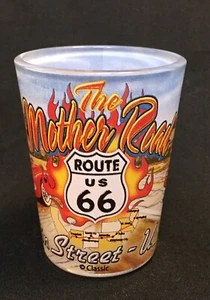 The
Mother Road
ROUTE
US
66
Street -
© Classic